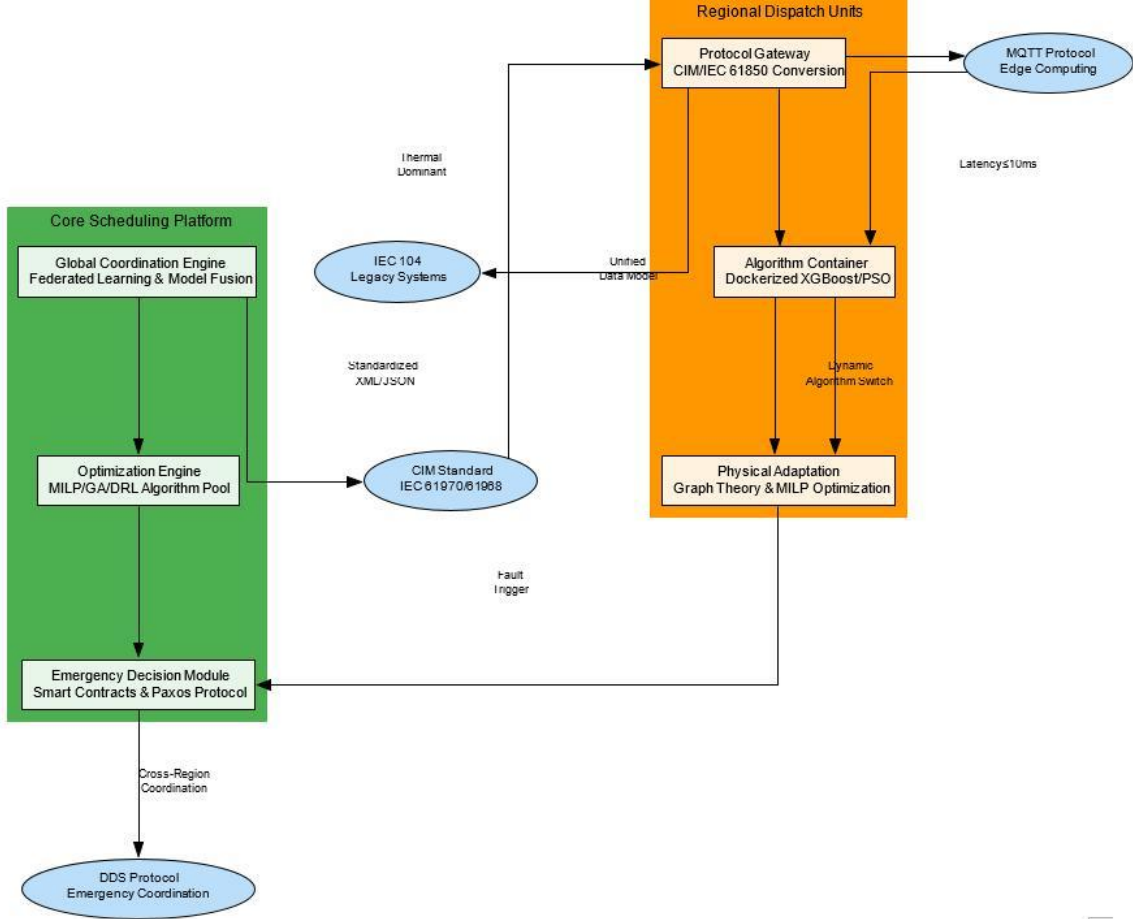 Regional Dispatch Units
Protocol Gateway
CIM/IEC 61850 Conversion
MQTT Protocol
Edge Computing
Thermal
Dominant
Latency≤10ms
Core Scheduling Platform
Global Coordination Engine
Federated Learning & Model Fusion
IEC 104
Legacy Systems
Unified
Data Model
Algorithm Container
Dockerized XGBoost/PSO
Standardized
XML/JSON
Dynamic
Algorithm Switch
Optimization Engine
MILP/GA/DRL Algorithm Pool
CIM Standard
IEC 61970/61968
Physical Adaptation
Graph Theory & MILP Optimization
Fault
Trigger
Emergency Decision Module
Smart Contracts & Paxos Protocol
Cross-Region
Coordination
DDS Protocol
Emergency Coordination